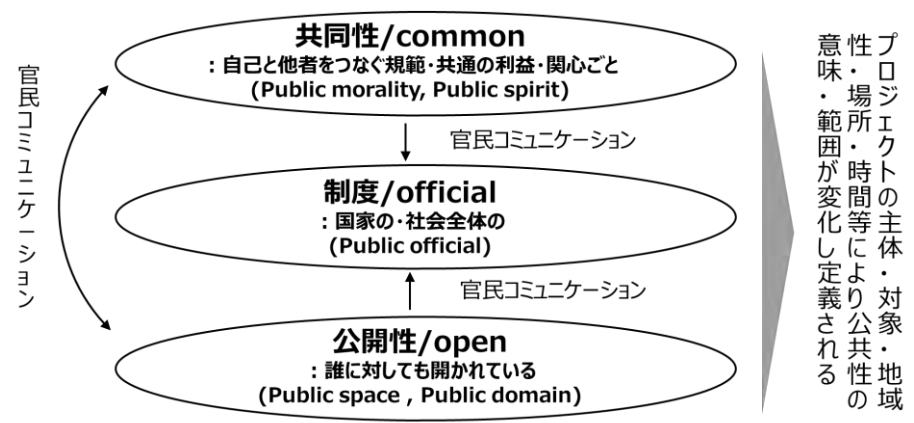 共同性/common
：自己と他者をつなぐ規範・共通の利益・関心ごと
(Public morality, Public spirit)
官民コミュニケーション
官民コミュニケーション
制度/official
：国家の・社会全体の
(Public official)
官民コミュニケーション
公開性/open
：誰に対しても開かれている
(Public space , Public domain)
プロジェクトの主体・対象・地域
性・場所・時間等により公共性の
意味・範囲が変化し定義される